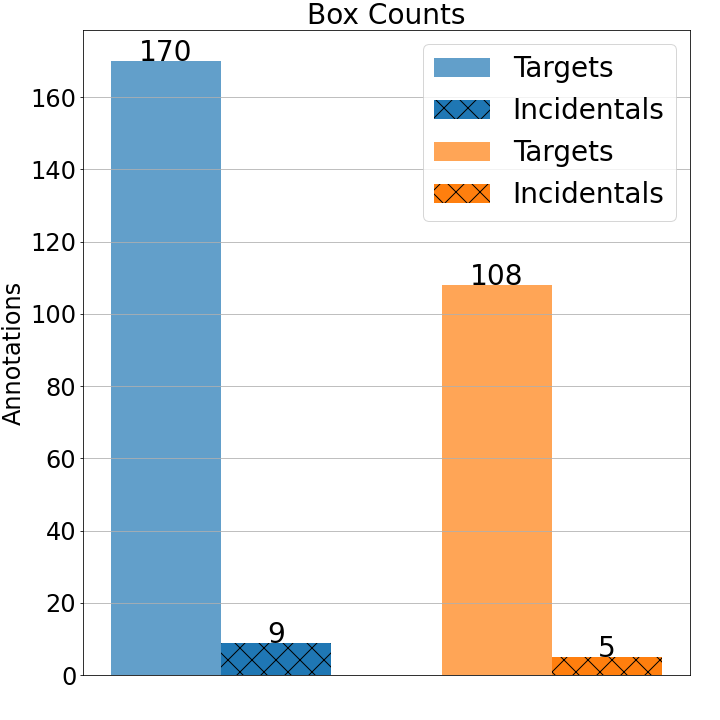 Box Counts
170
Targets
Incidentals
Targets
Incidentals
108
9
5
Annotations
160
140
120
100
80
60
40
20
0